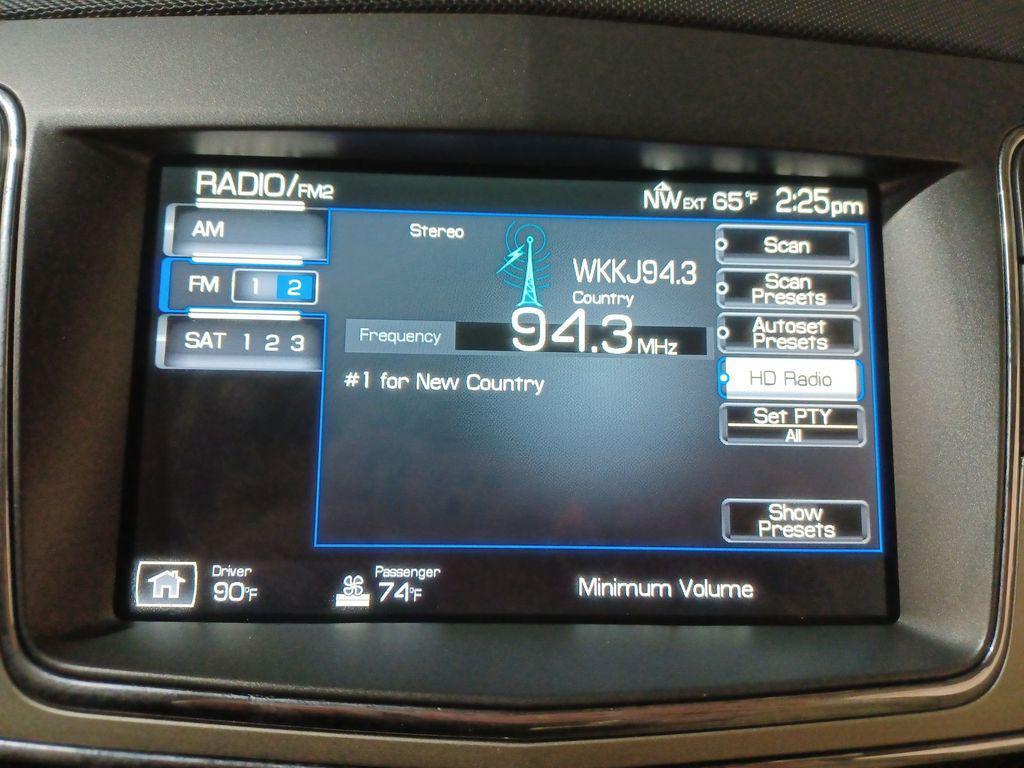 RADIO/FM2
NW EXT 65°F 2:25pm
AM
FM 1 2
SAT 1 2 3
Stereo
WKKJ94.3
Country
Frequency 94.3 MHz
#1 for New Country
Scan
Scan
Presets
Autoset
Presets
HD Radio
Set PTY
All
Show
Presets
Driver
90°F
Passenger
74°F
Minimum Volume